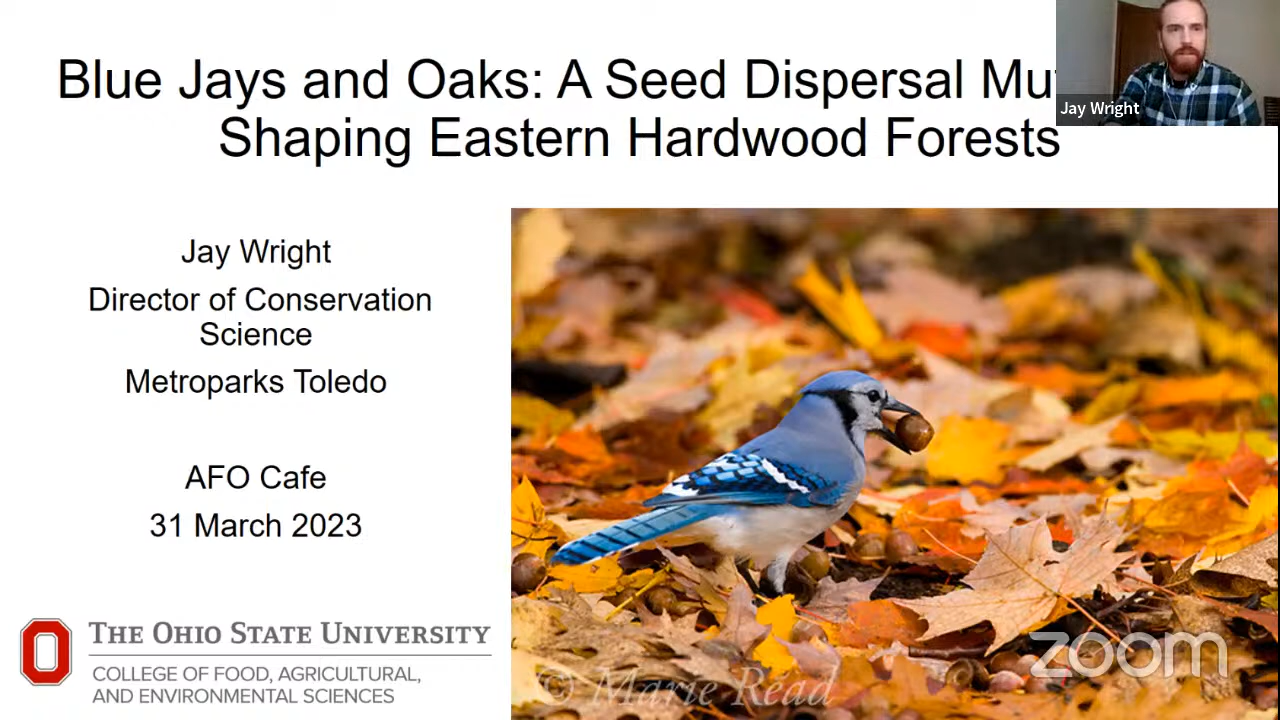 Blue Jays and Oaks: A Seed Dispersal
Shaping Eastern Hardwood Forests
Jay Wright
Jay Wright
Director of Conservation
Science
Metroparks Toledo
AFO Cafe
31 March 2023
THE OHIO STATE UNIVERSITY
COLLEGE OF FOOD, AGRICULTURAL,
AND ENVIRONMENTAL SCIENCES
zoom
© Marie Read